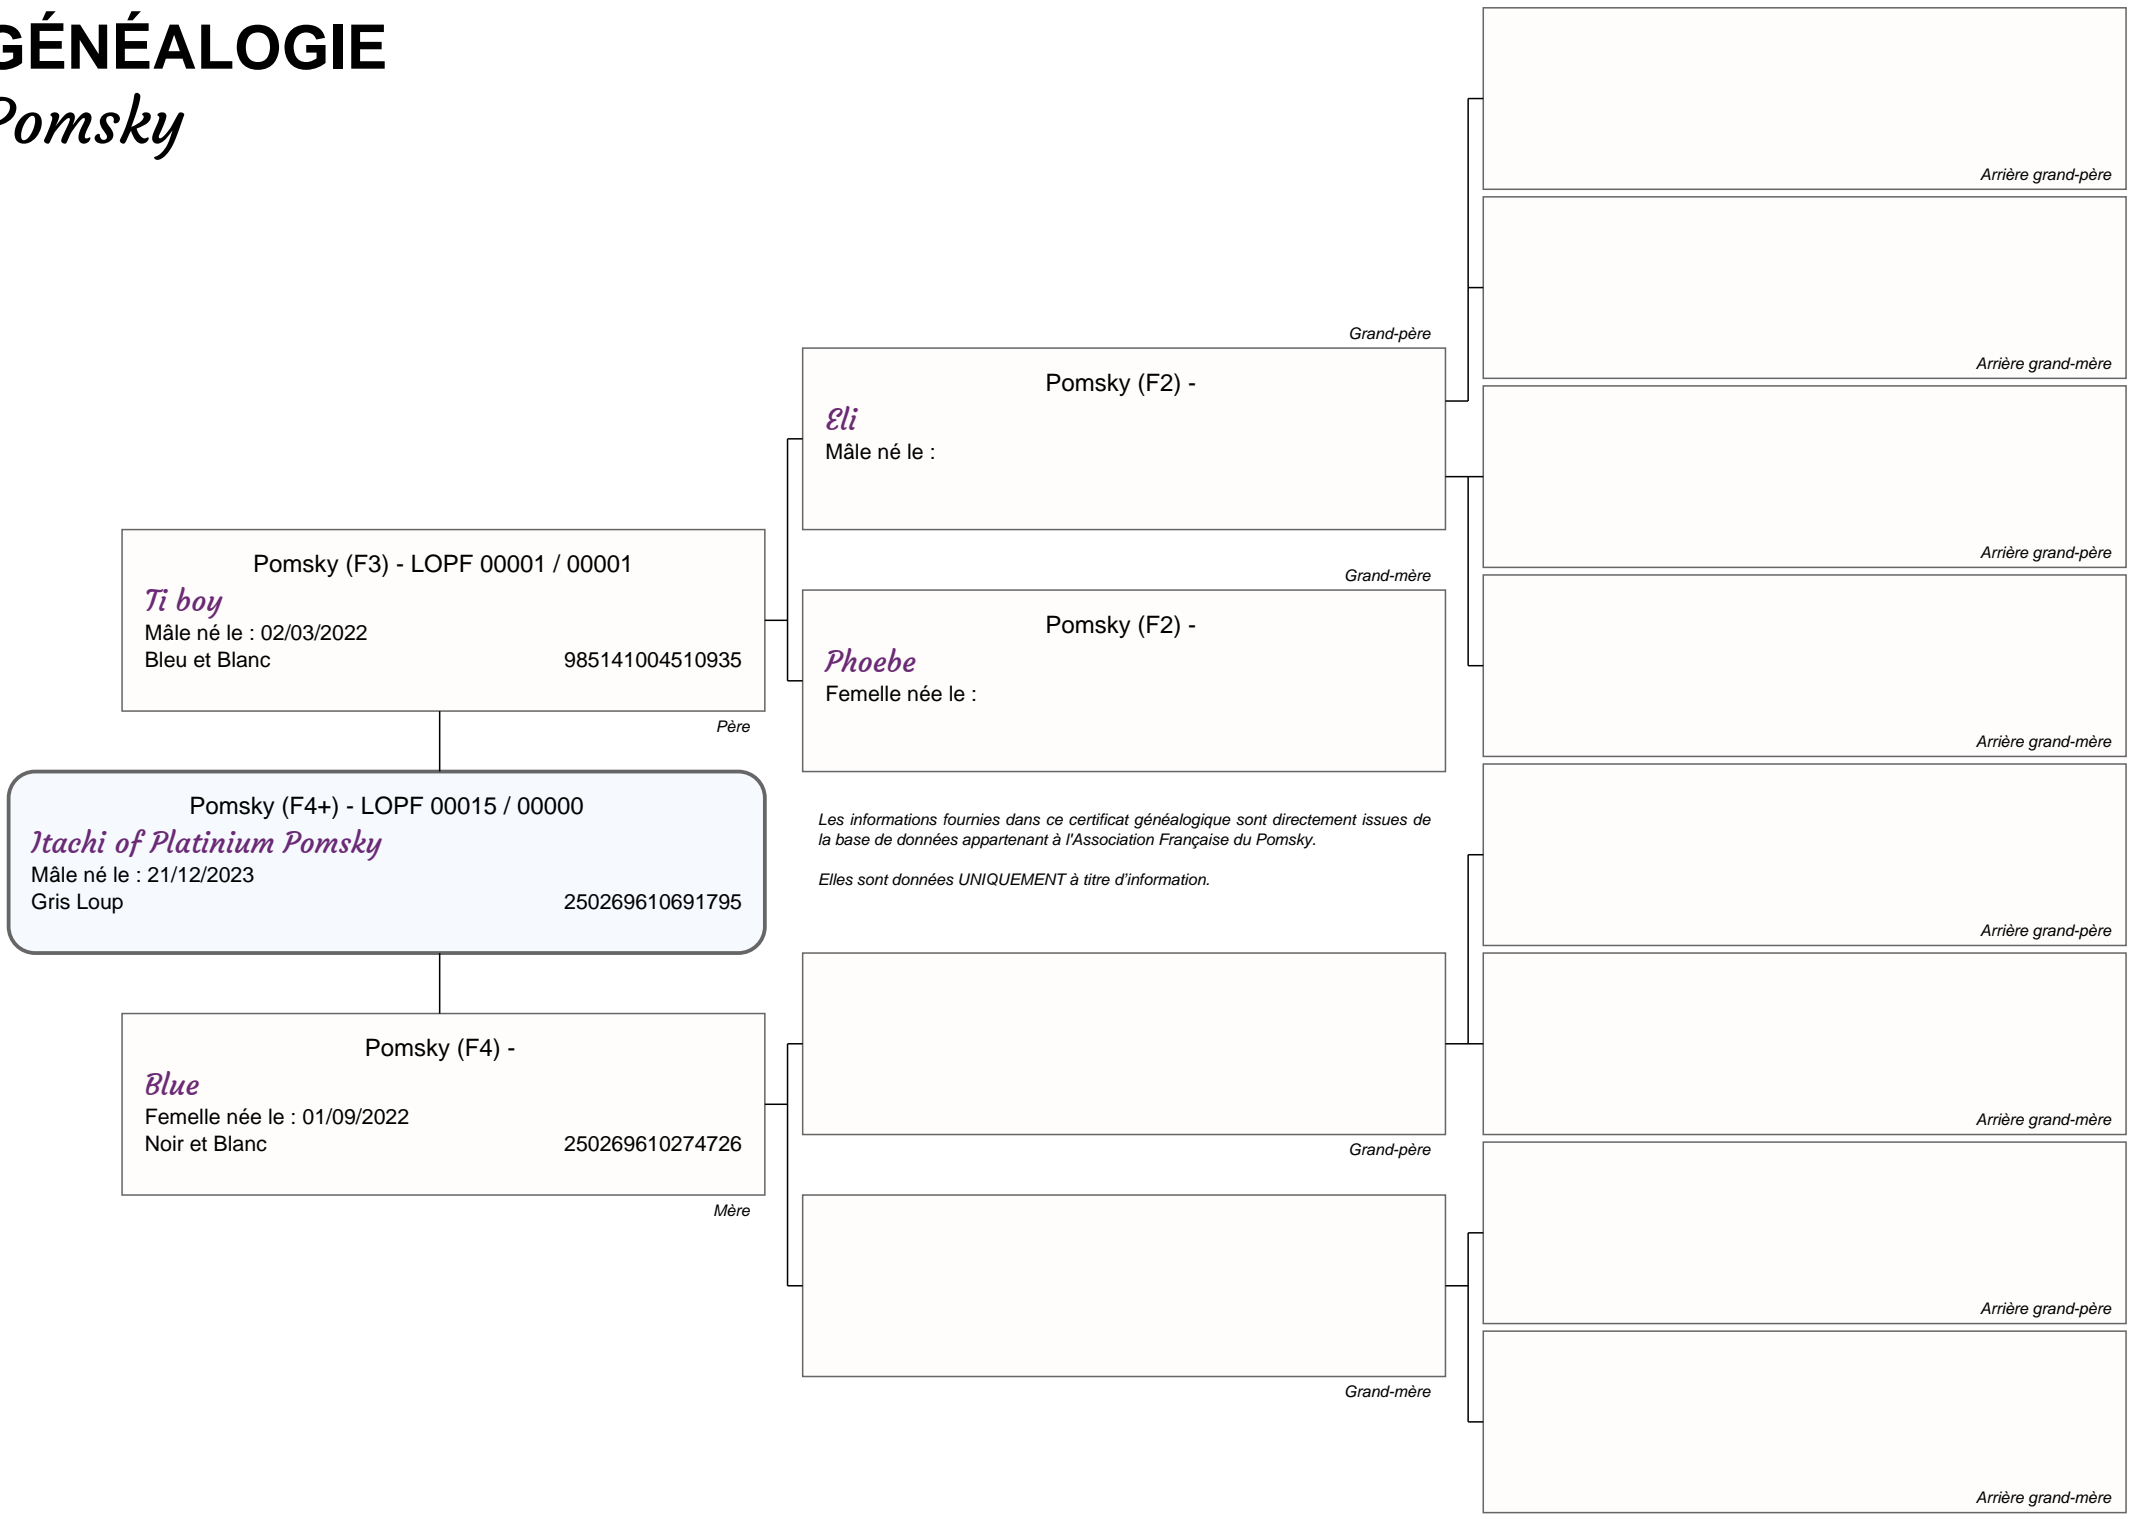 GÉNÉALOGIE
Pomsky
Arrière grand-père
Arrière grand-mère
Grand-père
Pomsky (F2) -
Eli
Mâle né le :
Arrière grand-père
Pomsky (F3) - LOPF 00001 / 00001
Ti boy
Mâle né le : 02/03/2022
Bleu et Blanc 985141004510935
Père
Grand-mère
Pomsky (F2) -
Phoebe
Femelle née le :
Arrière grand-mère
Pomsky (F4+) - LOPF 00015 / 00000
Itachi of Platinium Pomsky
Mâle né le : 21/12/2023
Gris Loup 250269610691795
Les informations fournies dans ce certificat généalogique sont directement issues de
la base de données appartenant à l'Association Française du Pomsky.
Elles sont données UNIQUEMENT à titre d'information.
Arrière grand-père
Pomsky (F4) -
Blue
Femelle née le : 01/09/2022
Noir et Blanc 250269610274726
Mère
Arrière grand-mère
Grand-père
Arrière grand-père
Grand-mère
Arrière grand-mère